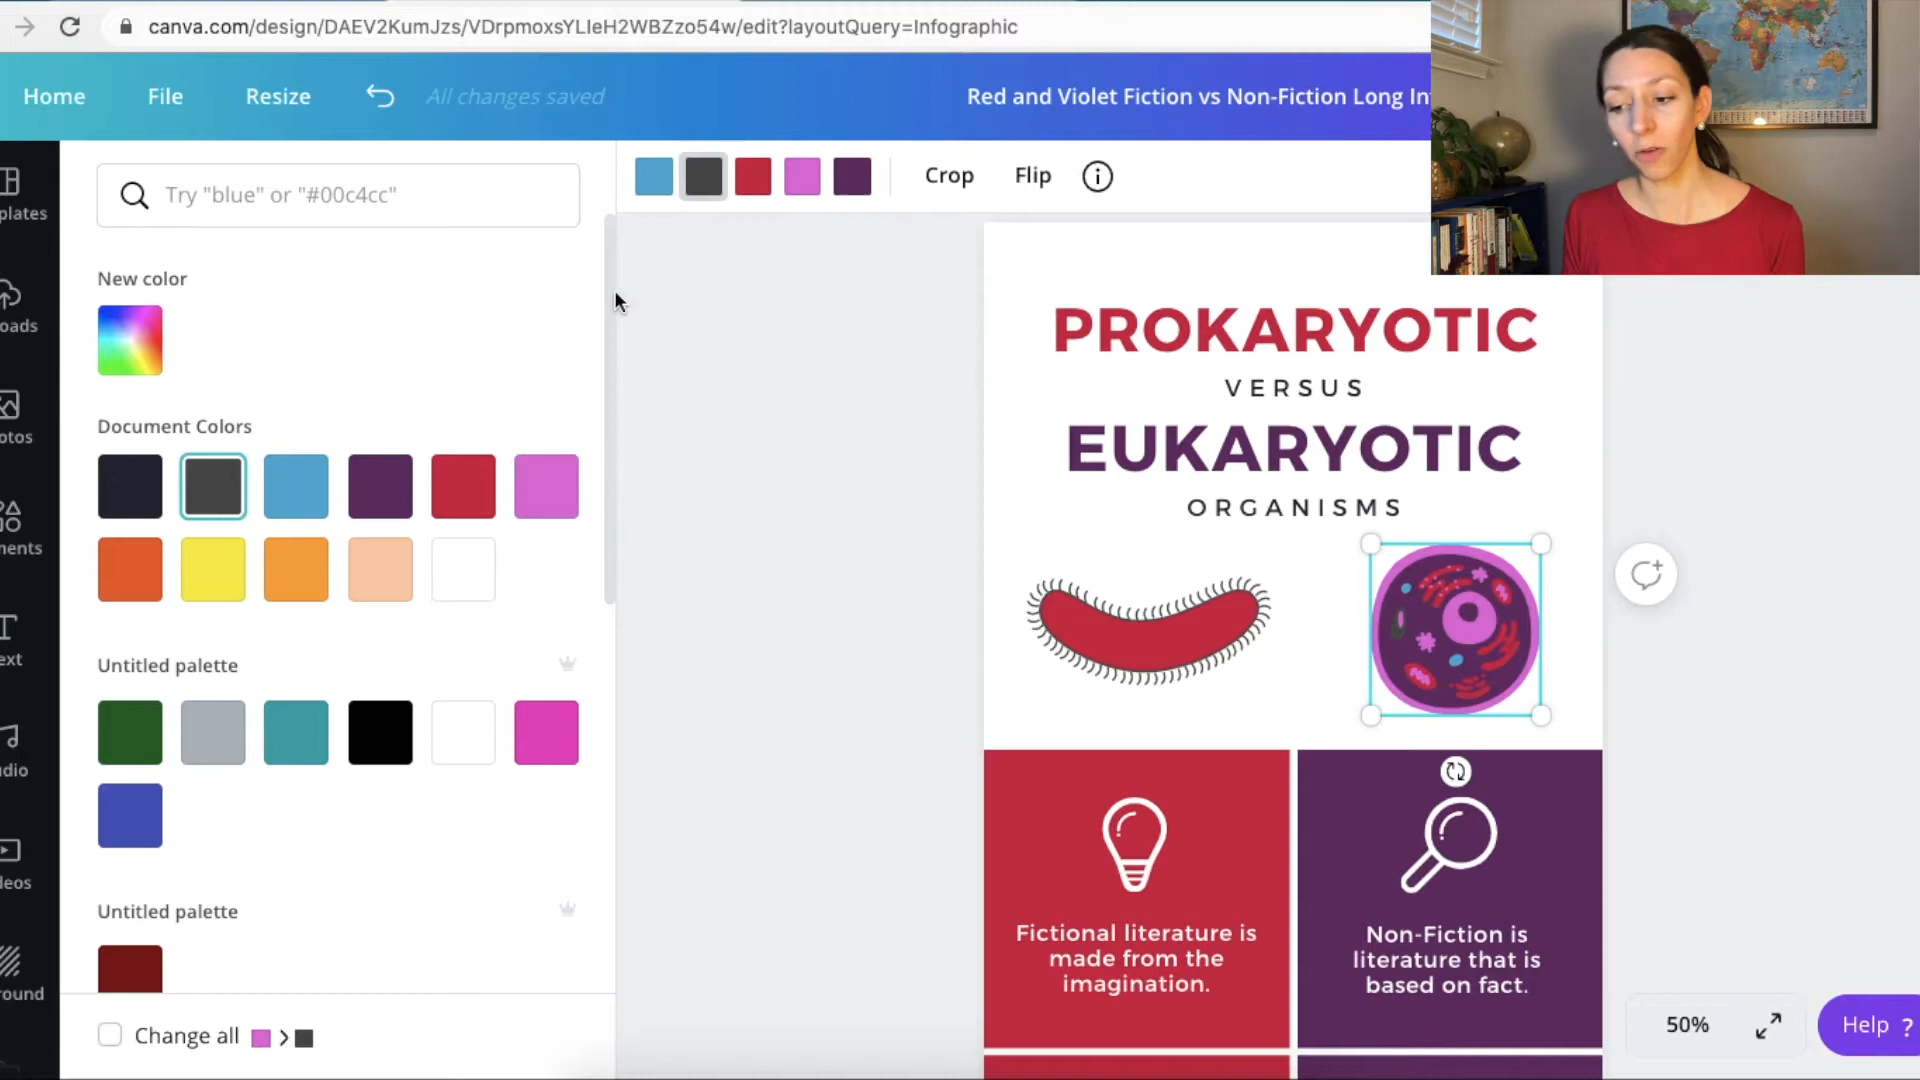 canva.com/design/DAEV2KumJzs/VDrpmoxsYLIeH2WBZzo54w/edit?layoutQuery=Infographic
Home
File
Resize
All changes saved
Red and Violet Fiction vs Non-Fiction Long In
plates
oads
otos
ments
ext
dio
deos
round
Try "blue" or "#00c4cc"
New color
Document Colors
Untitled palette
Untitled palette
Change all
Crop
Flip
PROKARYOTIC
VERSUS
EUKARYOTIC
ORGANISMS
Fictional literature is
made from the
imagination.
Non-Fiction is
literature that is
based on fact.
50%
Help ?